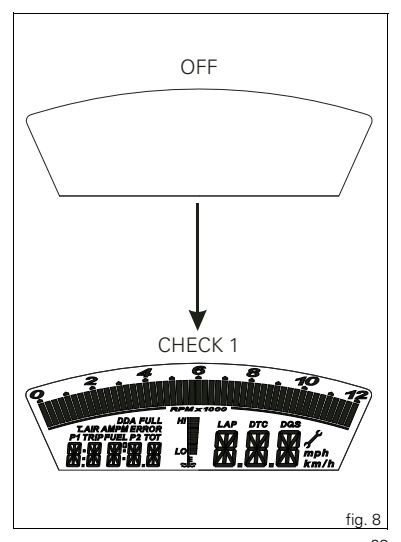 OFF
CHECK 1
0 2 4 6 8 10 12
RPM x 1000
DDA FULL HI LAP DTC DQS
T.AIR AMPM ERROR
P1 TRIP FUEL P2 TOT
LO mph
km/h
fig. 8